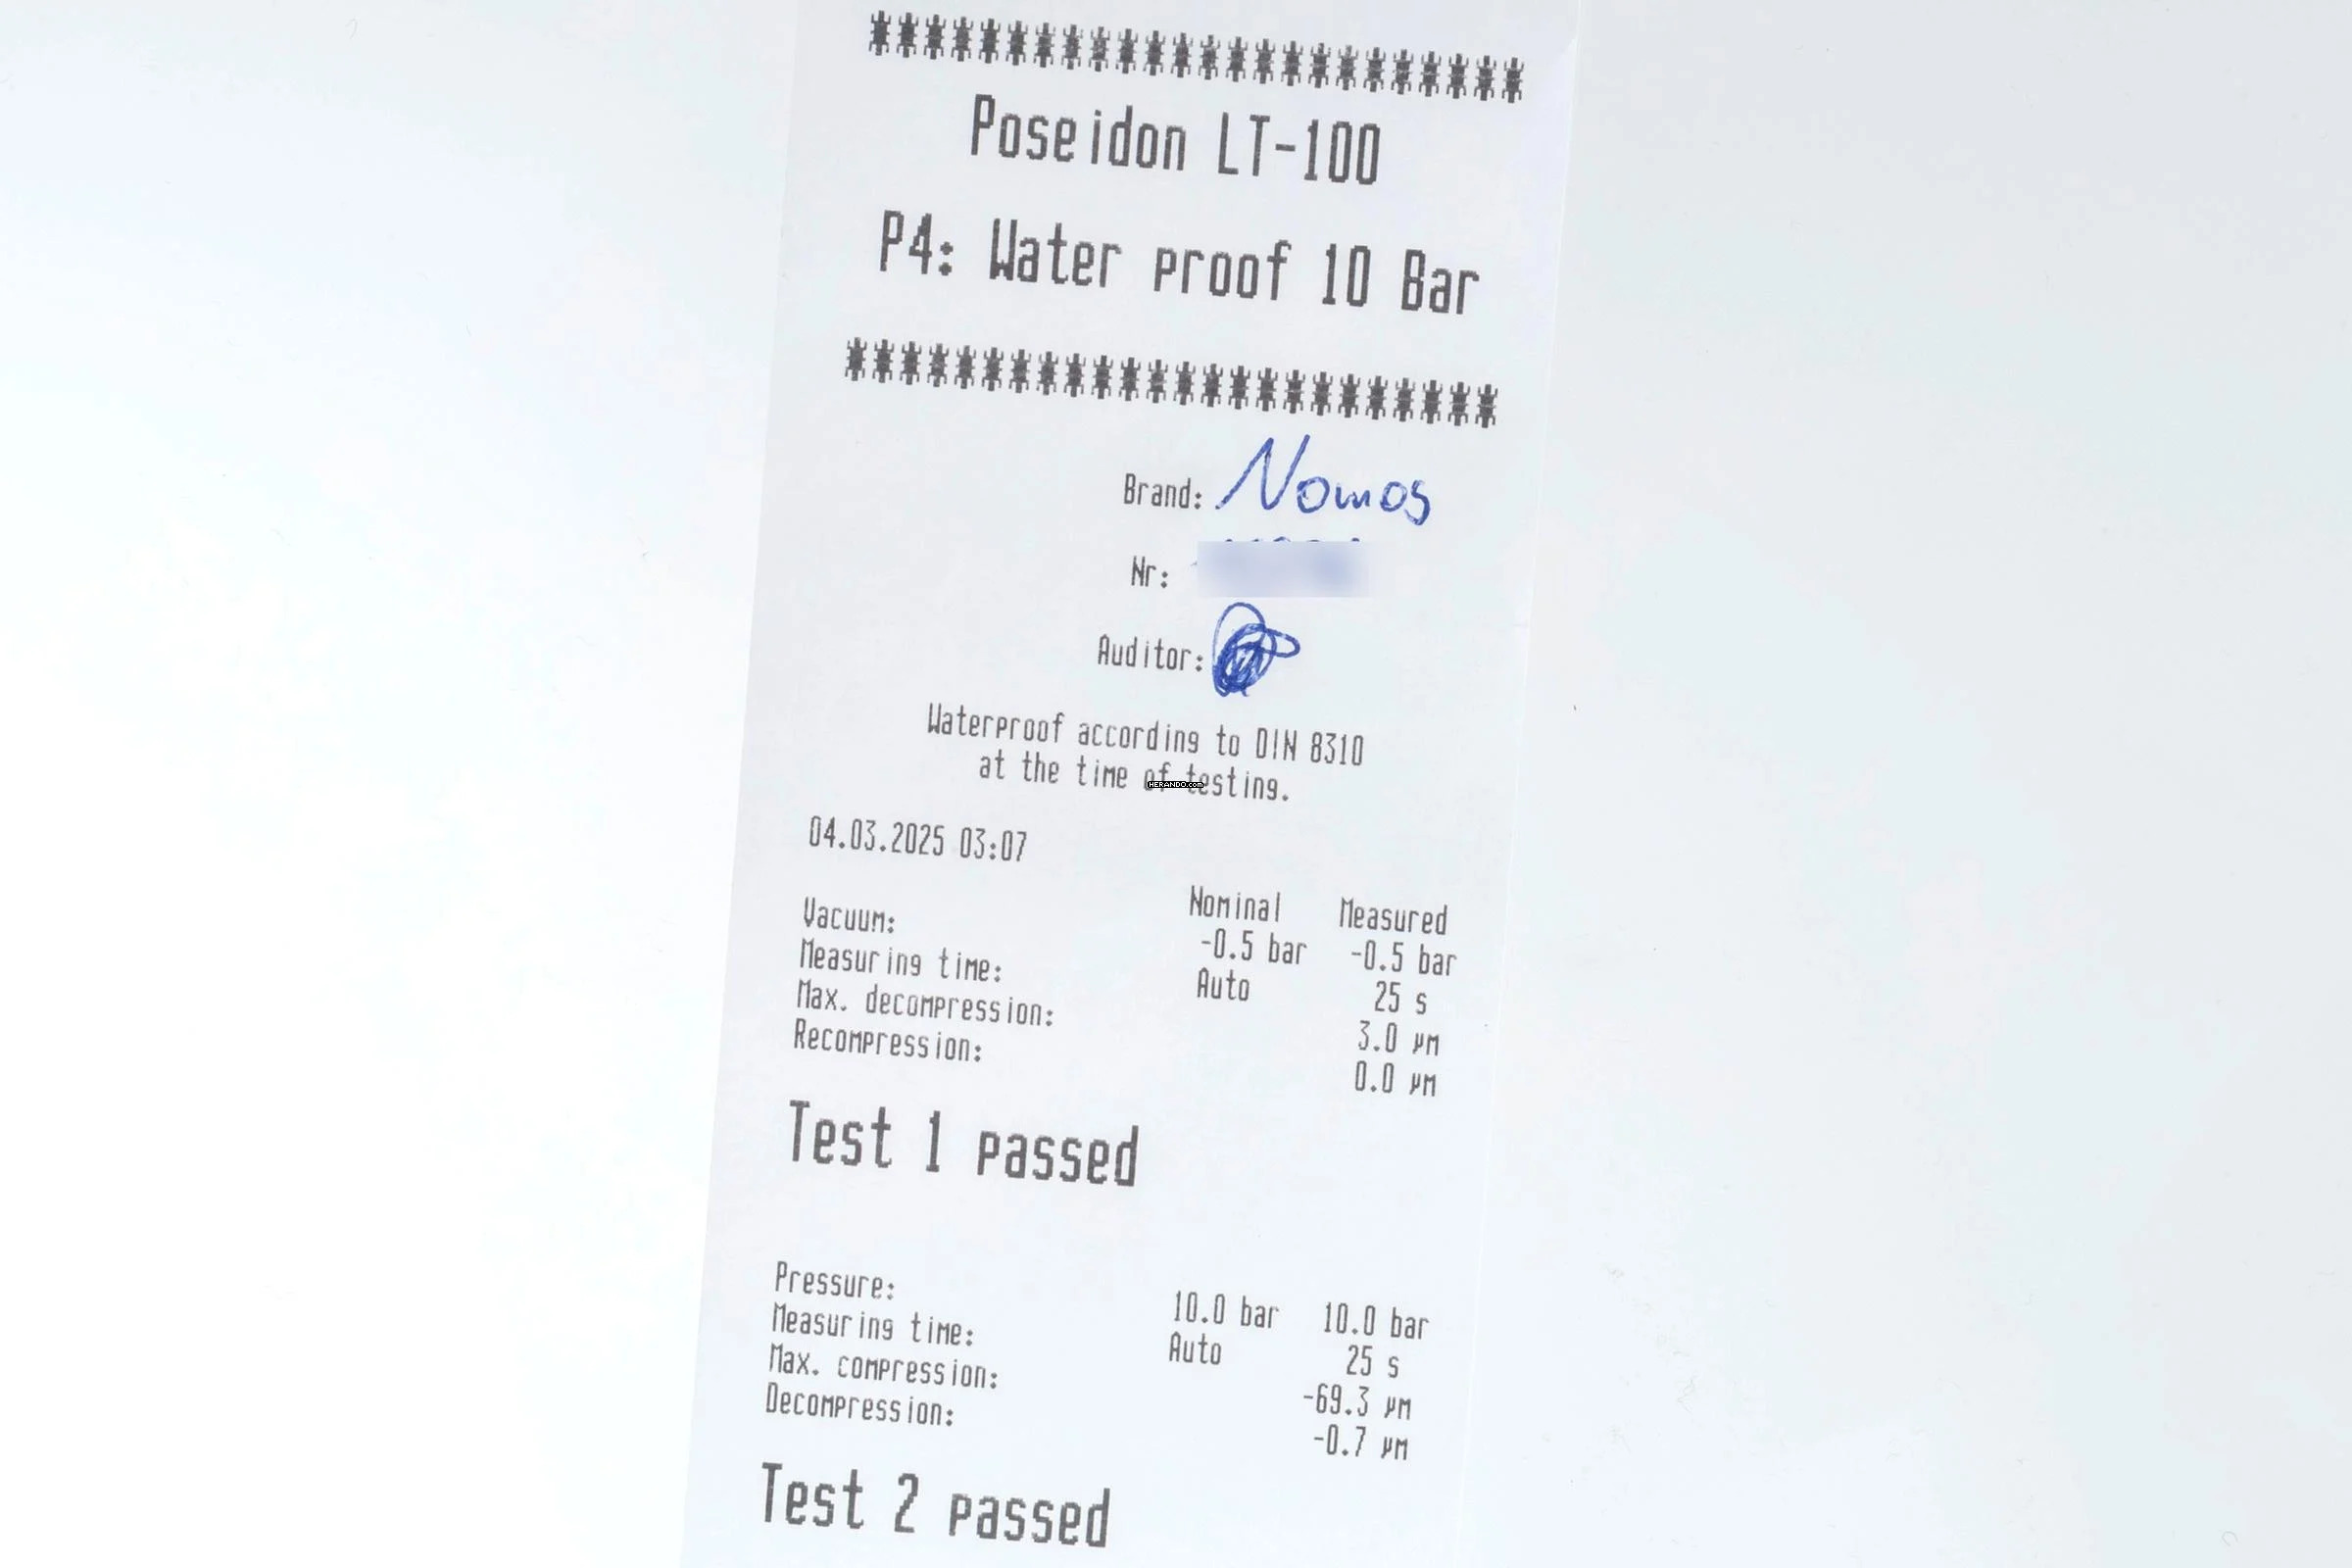 ************************
Poseidon LT-100
P4: Water proof 10 Bar
************************
Brand: Nomos
Nr:
Auditor:
Waterproof according to DIN 8310
at the time of testing.
HERANDO.com
04.03.2025 03:07
Nominal Measured
Vacuum: -0.5 bar -0.5 bar
Measuring time: Auto 25 s
Max. decompression: 3.0 µm
Recompression: 0.0 µm
Test 1 passed
Pressure: 10.0 bar 10.0 bar
Measuring time: Auto 25 s
Max. compression: -69.3 µm
Decompression: -0.7 µm
Test 2 passed